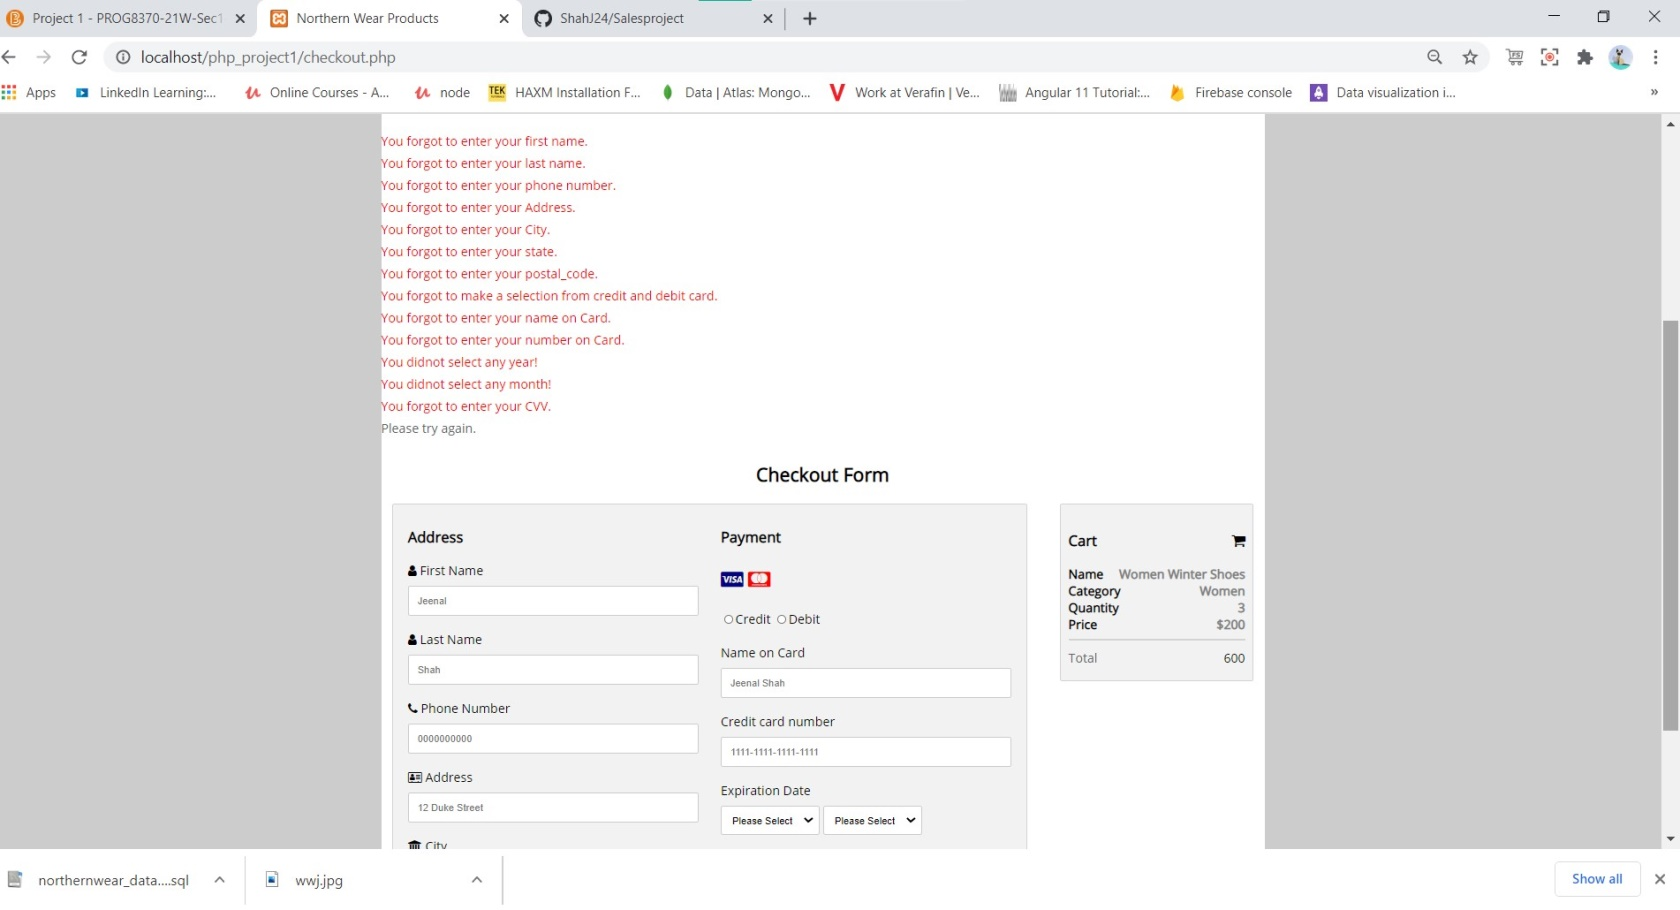 Project 1 - PROG8370-21W-Sec1
Northern Wear Products
ShahJ24/Salesproject
localhost/php_project1/checkout.php
Apps
LinkedIn Learning:...
Online Courses - A...
node
TEK
HAXM Installation F...
Data | Atlas: Mongo...
Work at Verafin | Ve...
Angular 11 Tutorial:...
Firebase console
Data visualization i...
»
You forgot to enter your first name.
You forgot to enter your last name.
You forgot to enter your phone number.
You forgot to enter your Address.
You forgot to enter your City.
You forgot to enter your state.
You forgot to enter your postal_code.
You forgot to make a selection from credit and debit card.
You forgot to enter your name on Card.
You forgot to enter your number on Card.
You didnot select any year!
You didnot select any month!
You forgot to enter your CVV.
Please try again.
Checkout Form
Address
First Name
Jeenal
Last Name
Shah
Phone Number
0000000000
Address
12 Duke Street
City
Payment
VISA
Credit Debit
Name on Card
Jeenal Shah
Credit card number
1111-1111-1111-1111
Expiration Date
Please Select Please Select
Cart
Name Women Winter Shoes
Category Women
Quantity 3
Price $200
Total 600
northernwear_data....sql
wwj.jpg
Show all